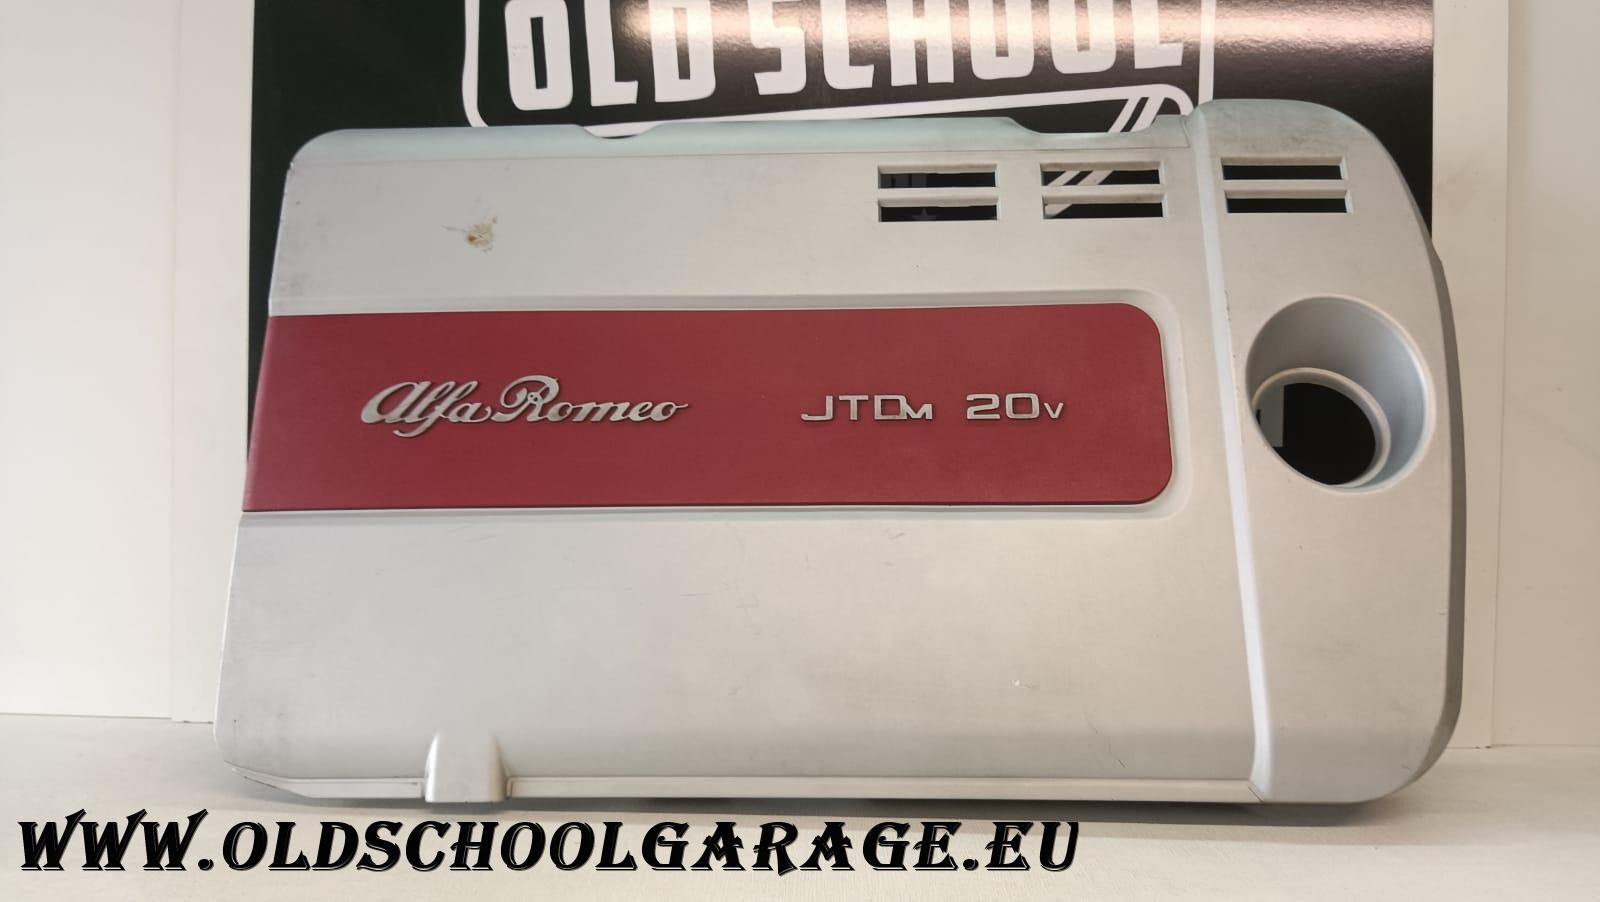 OLD SCHOOL
Alfa Romeo JTDM 20V
WWW.OLDSCHOOLGARAGE.EU